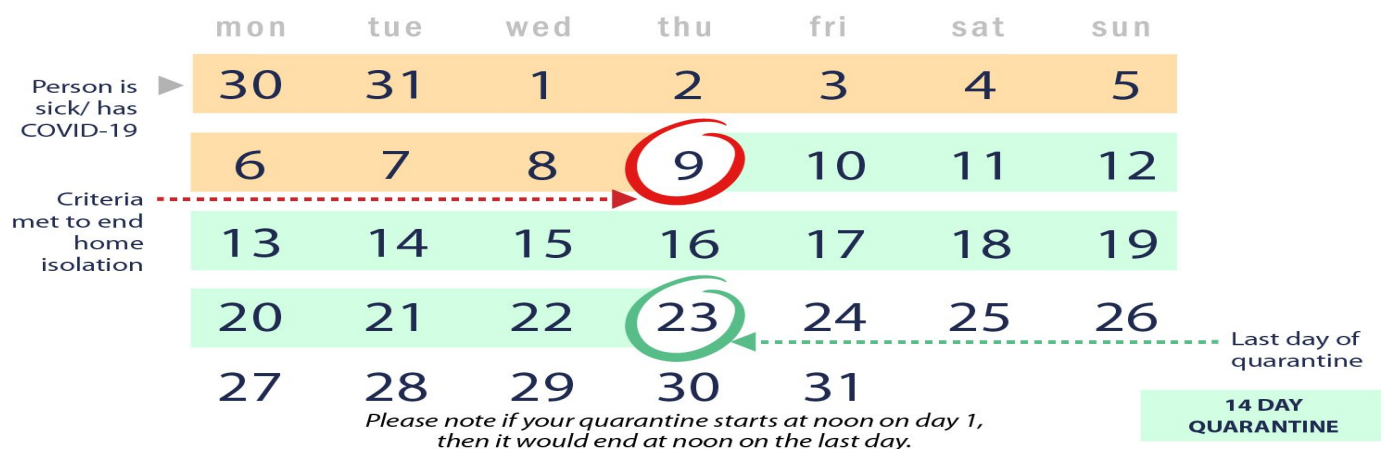 mon tue wed thu fri sat sun
Person is
sick/ has
COVID-19
30 31 1 2 3 4 5
6 7 8 9 10 11 12
Criteria
met to end
home
isolation
13 14 15 16 17 18 19
20 21 22 23 24 25 26
Last day of
quarantine
27 28 29 30 31
14 DAY
QUARANTINE
Please note if your quarantine starts at noon on day 1,
then it would end at noon on the last day.